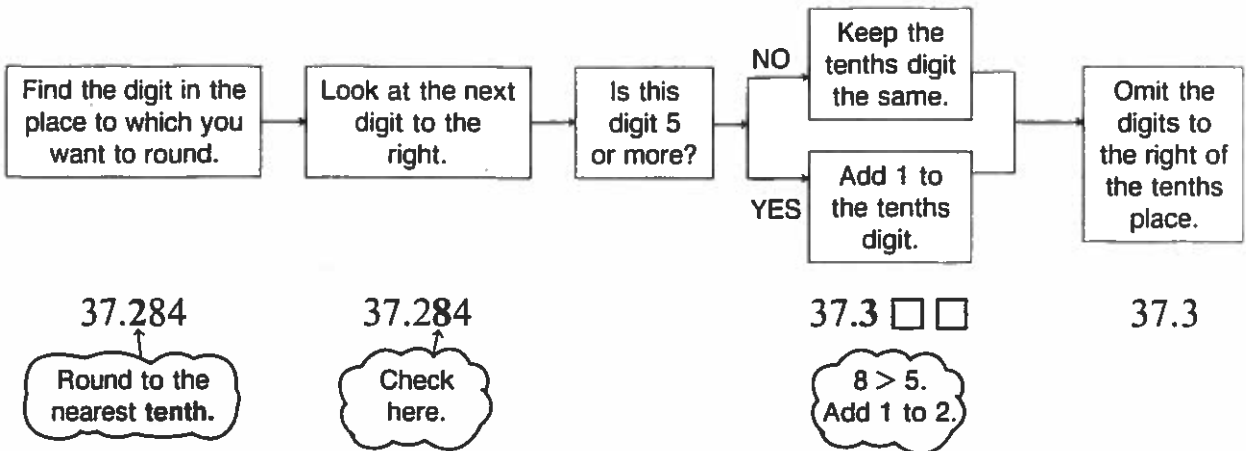 Find the digit in the
place to which you
want to round.
Look at the next
digit to the
right.
Is this
digit 5
or more?
NO
Keep the
tenths digit
the same.
YES
Add 1 to
the tenths
digit.
Omit the
digits to
the right of
the tenths
place.
37.284
Round to the
nearest tenth.
37.284
Check
here.
37.3 □ □
8 > 5.
Add 1 to 2.
37.3